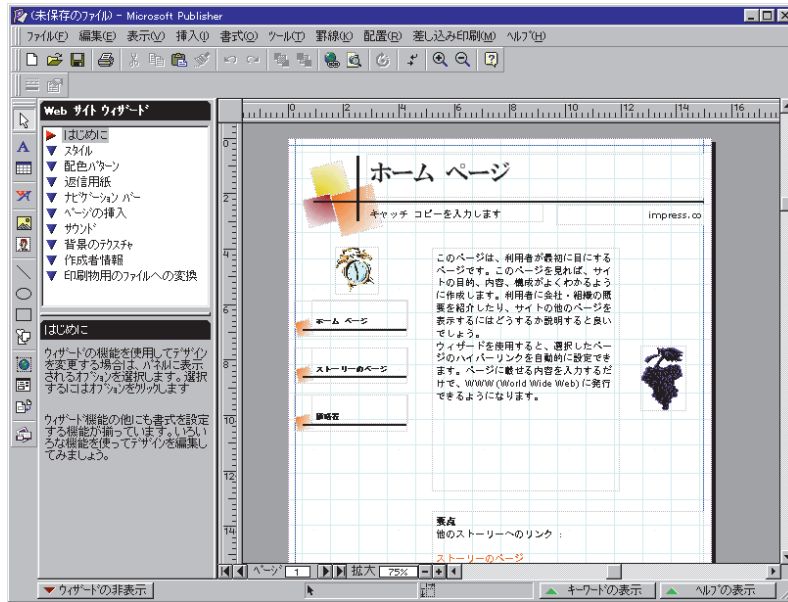 (未保存のﾌｧｲﾙ) - Microsoft Publisher
ﾌｧｲﾙ(F) 編集(E) 表示(V) 挿入(I) 書式(O) ﾂｰﾙ(T) 罫線(K) 配置(R) 差し込み印刷(M) ﾍﾙﾌﾟ(H)
Web ｻｲﾄ ｳｨｻﾞｰﾄﾞ
はじめに
ｽﾀｲﾙ
配色ﾊﾟﾀｰﾝ
返信用紙
ﾅﾋﾞｹﾞｰｼｮﾝ ﾊﾞｰ
ﾍﾟｰｼﾞの挿入
ｻｳﾝﾄﾞ
背景のﾃｸｽﾁｬ
作成者情報
印刷物用のﾌｧｲﾙへの変換
はじめに
ｳｨｻﾞｰﾄﾞの機能を使用してﾃﾞｻﾞｲﾝ
を変更する場合は、ﾊﾟﾈﾙに表示
されるｵﾌﾟｼｮﾝを選択します。選択
するにはｵﾌﾟｼｮﾝをｸﾘｯｸします
ｳｨｻﾞｰﾄﾞ機能の他にも書式を設定
する機能が揃っています。いろい
ろな機能を使ってﾃﾞｻﾞｲﾝを編集し
てみましょう。
0 2 4 6 8 10 12 14 16
0
2
4
6
8
10
12
14
ホーム ページ
キャッチ コピーを入力します
impress.co
このページは、利用者が最初に目にする
ページです。このページを見れば、サイ
トの目的、内容、構成がよくわかるよう
に作成します。利用者に会社・組織の概
要を紹介したり、サイトの他のページを
表示するにはどうするか説明すると良い
でしょう。
ウィザードを使用すると、選択したペー
ジのハイパーリンクを自動的に設定でき
ます。ページに載せる内容を入力するだ
けで、WWW (World Wide Web) に発行
できるようになります。
ホーム ページ
ストーリーのページ
要点
他のストーリーへのリンク :
ストーリーのページ
ﾍﾟｰｼﾞ 1 拡大 75%
ｳｨｻﾞｰﾄﾞの非表示
ｷｰﾜｰﾄﾞの表示
ﾍﾙﾌﾟの表示